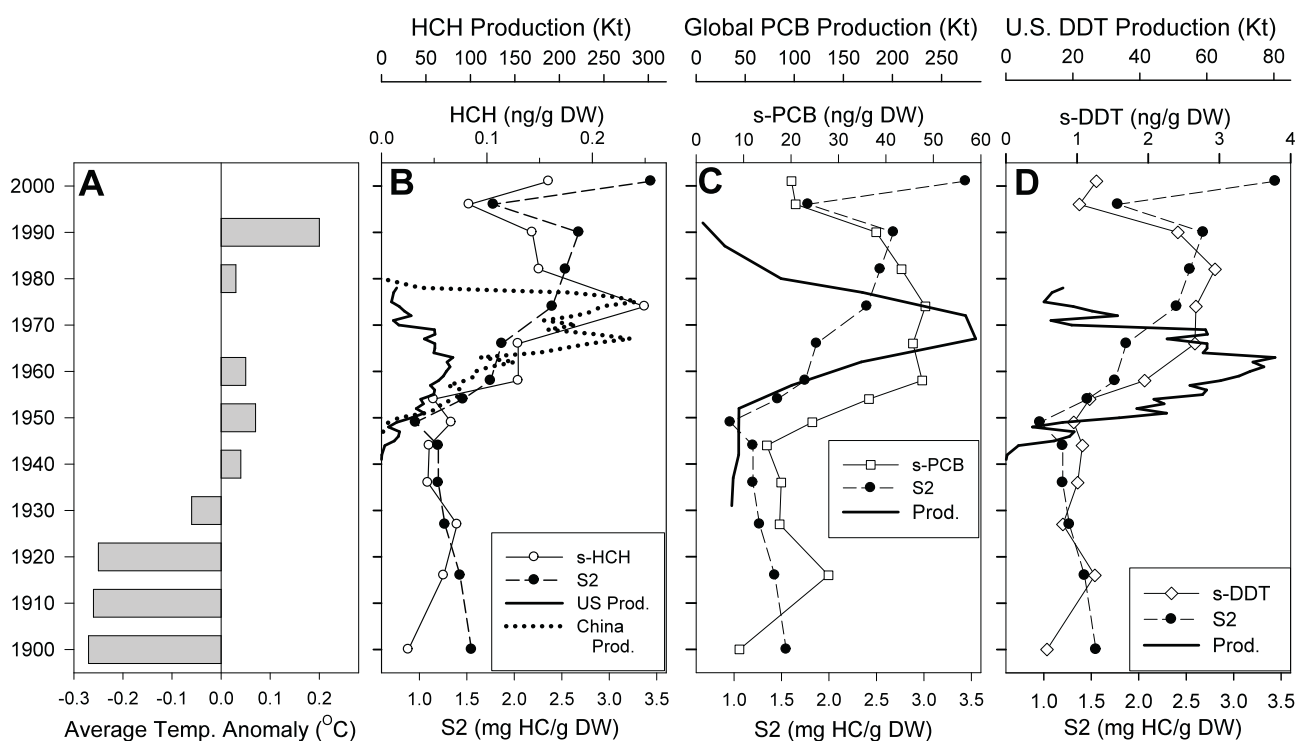 HCH Production (Kt)
0 50 100 150 200 250 300
HCH (ng/g DW)
0.0 0.1 0.2
Global PCB Production (Kt)
0 50 100 150 200 250
s-PCB (ng/g DW)
0 10 20 30 40 50 60
U.S. DDT Production (Kt)
0 20 40 60 80
s-DDT (ng/g DW)
0 1 2 3 4
A
B
C
D
2000
1990
1980
1970
1960
1950
1940
1930
1920
1910
1900
-0.3 -0.2 -0.1 0.0 0.1 0.2
Average Temp. Anomaly (°C)
s-HCH
S2
US Prod.
China
Prod.
1.0 1.5 2.0 2.5 3.0 3.5
S2 (mg HC/g DW)
s-PCB
S2
Prod.
1.0 1.5 2.0 2.5 3.0 3.5
S2 (mg HC/g DW)
s-DDT
S2
Prod.
1.0 1.5 2.0 2.5 3.0 3.5
S2 (mg HC/g DW)